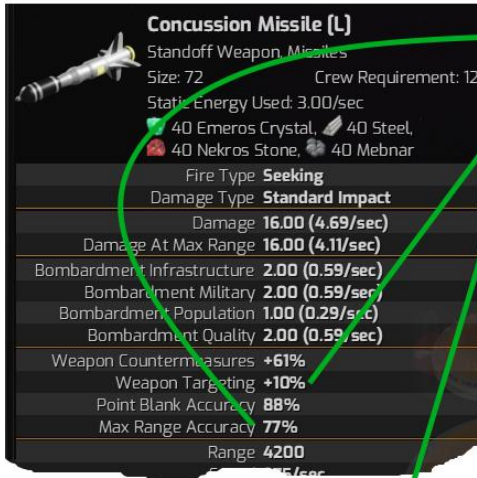 Concussion Missile [L]
Standoff Weapon, Missiles
Size: 72 Crew Requirement: 12
Static Energy Used: 3.00/sec
40 Emeros Crystal, 40 Steel,
40 Nekros Stone, 40 Mebnar
Fire Type Seeking
Damage Type Standard Impact
Damage 16.00 (4.69/sec)
Damage At Max Range 16.00 (4.11/sec)
Bombardment Infrastructure 2.00 (0.59/sec)
Bombardment Military 2.00 (0.59/sec)
Bombardment Population 1.00 (0.29/sec)
Bombardment Quality 2.00 (0.59/sec)
Weapon Countermeasures +61%
Weapon Targeting +10%
Point Blank Accuracy 88%
Max Range Accuracy 77%
Range 4200